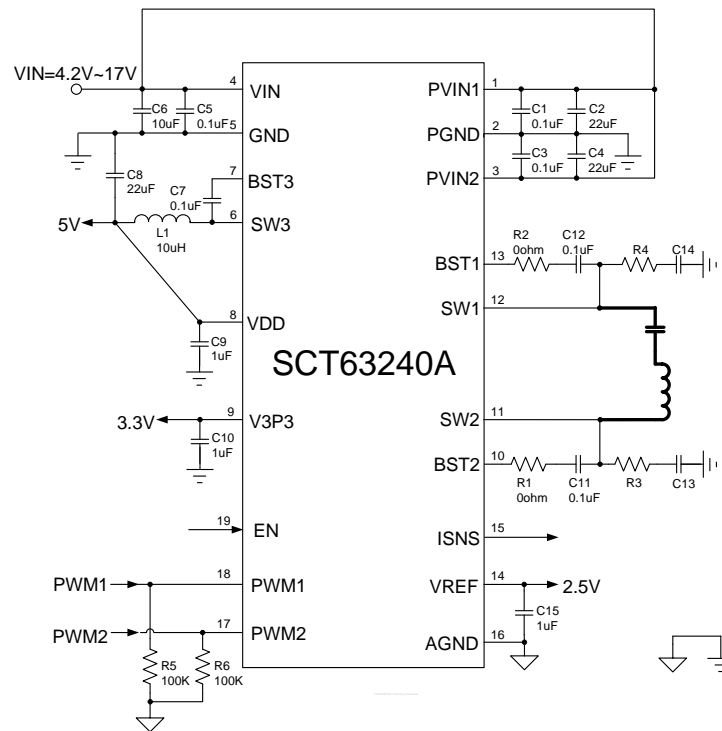 VIN=4.2V~17V
4
VIN
PVIN1
1
C6
10uF
C5
0.1uF
C1
0.1uF
C2
22uF
5
GND
PGND
2
C3
0.1uF
C4
22uF
C8
22uF
C7
0.1uF
7
BST3
PVIN2
3
5V
L1
10uH
6
SW3
R2
0ohm
C12
0.1uF
R4
C14
BST1
13
SW1
12
8
VDD
C9
1uF
SCT63240A
3.3V
9
V3P3
C10
1uF
SW2
11
BST2
10
R1
0ohm
C11
0.1uF
R3
C13
19
EN
ISNS
15
PWM1
18
PWM1
VREF
14
2.5V
C15
1uF
PWM2
17
PWM2
AGND
16
R5
100K
R6
100K